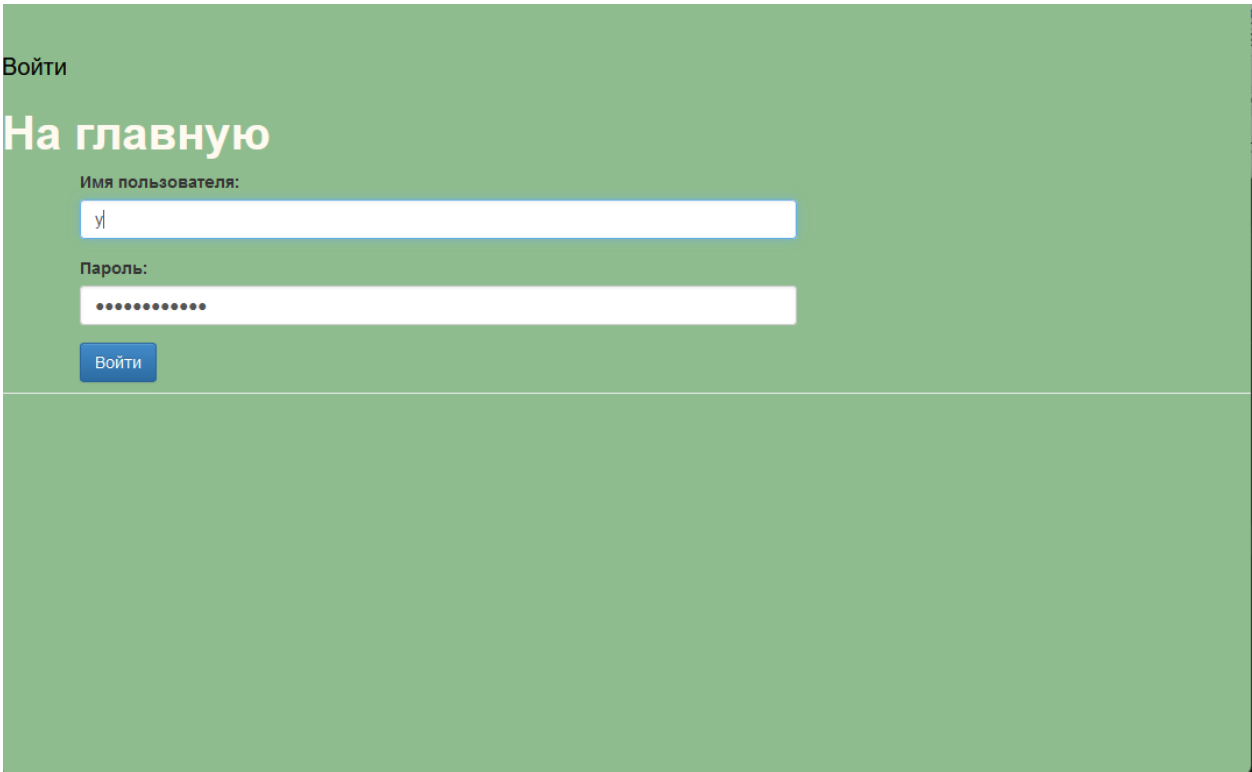 Войти
На главную
Имя пользователя:
y
Пароль:
••••••••••••
Войти